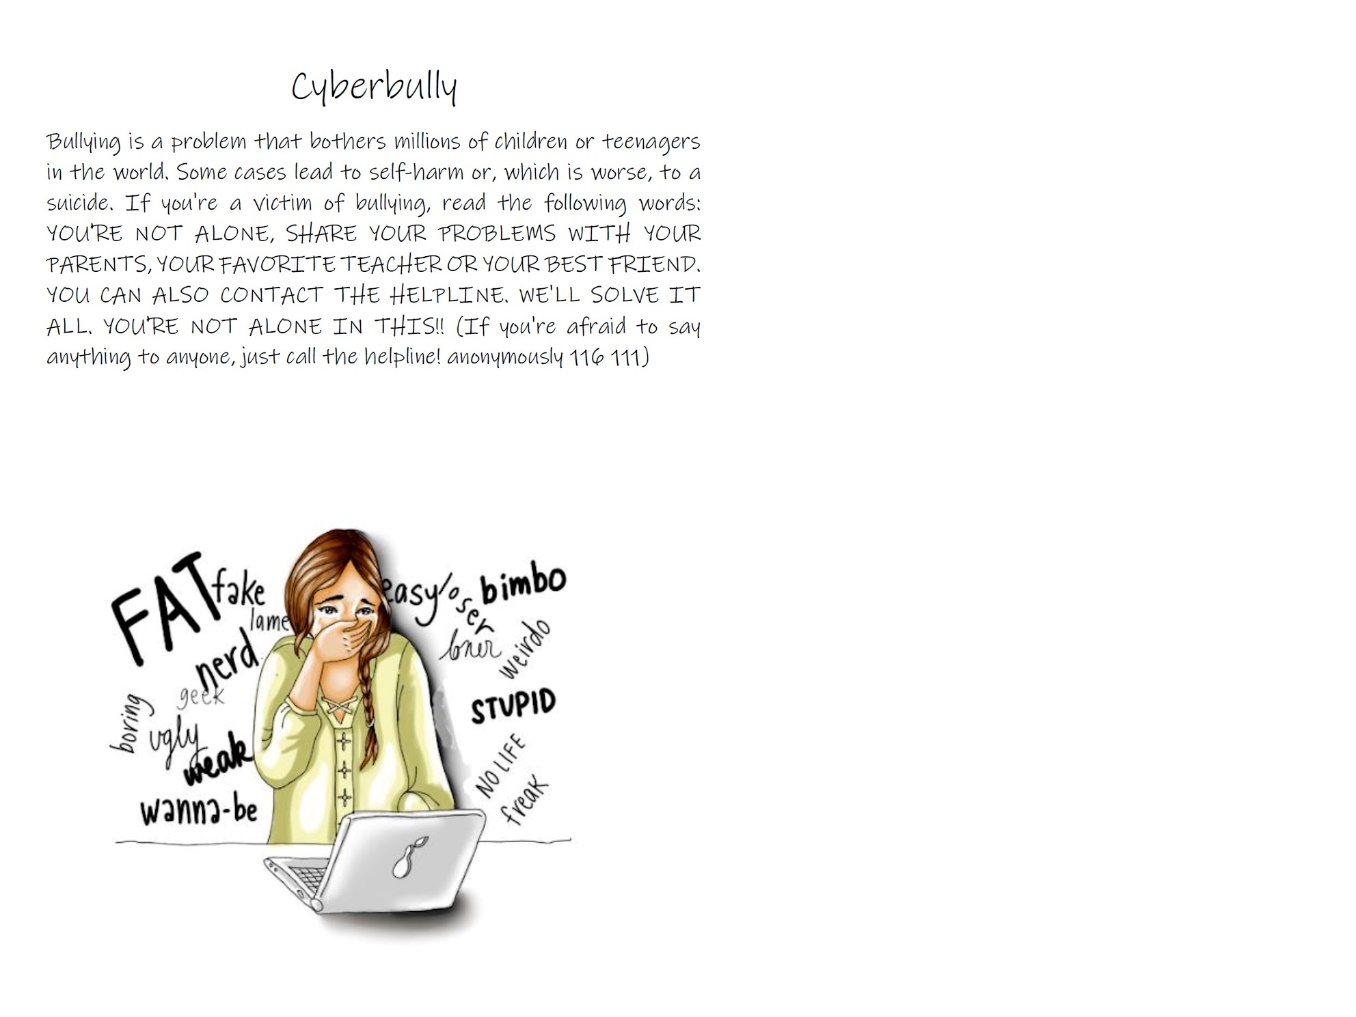 Cyberbully
Bullying is a problem that bothers millions of children or teenagers
in the world. Some cases lead to self-harm or, which is worse, to a
suicide. If you're a victim of bullying, read the following words:
YOU'RE NOT ALONE, SHARE YOUR PROBLEMS WITH YOUR
PARENTS, YOUR FAVORITE TEACHER OR YOUR BEST FRIEND.
YOU CAN ALSO CONTACT THE HELPLINE. WE'LL SOLVE IT
ALL. YOU'RE NOT ALONE IN THIS!! (If you're afraid to say
anything to anyone, just call the helpline! anonymously 116 111)
FAT
fake
lame
nerd
geek
boring
ugly
weak
wanna-be
easy
loser
bimbo
loner
weirdo
STUPID
NO LIFE
freak